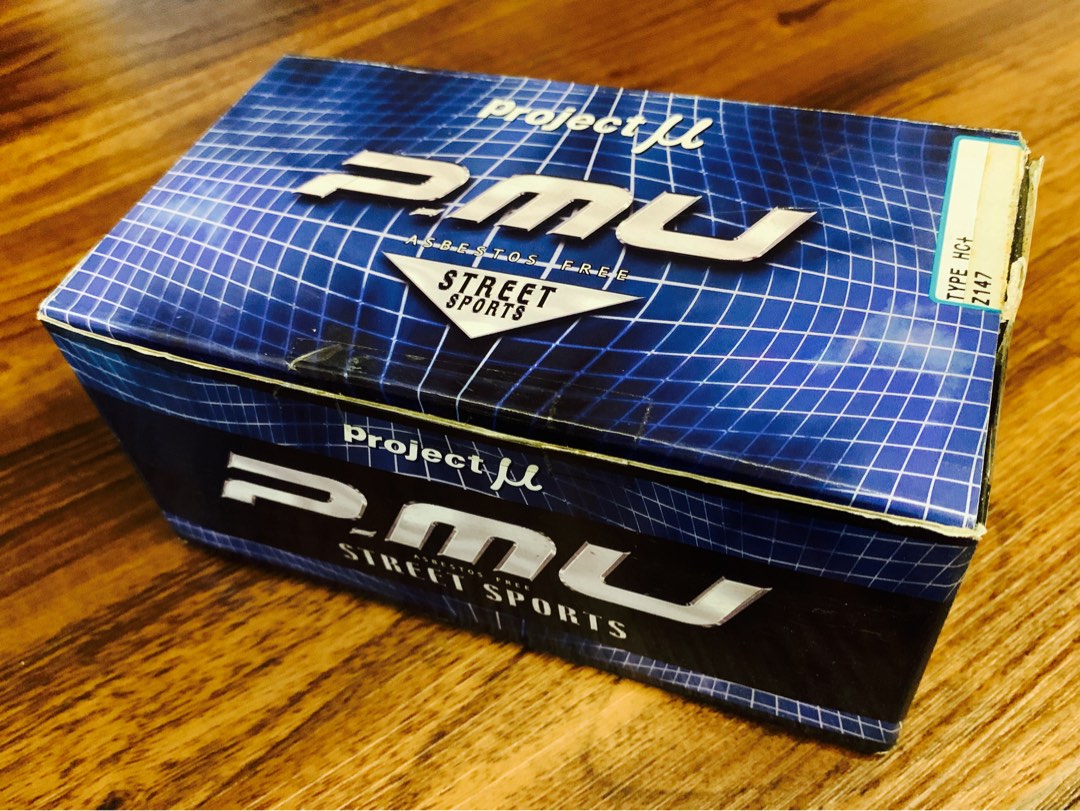 project μ
P.MU
ASBESTOS FREE
STREET
SPORTS
TYPE HC+
Z147
project μ
P.MU
ASBESTOS FREE
STREET SPORTS